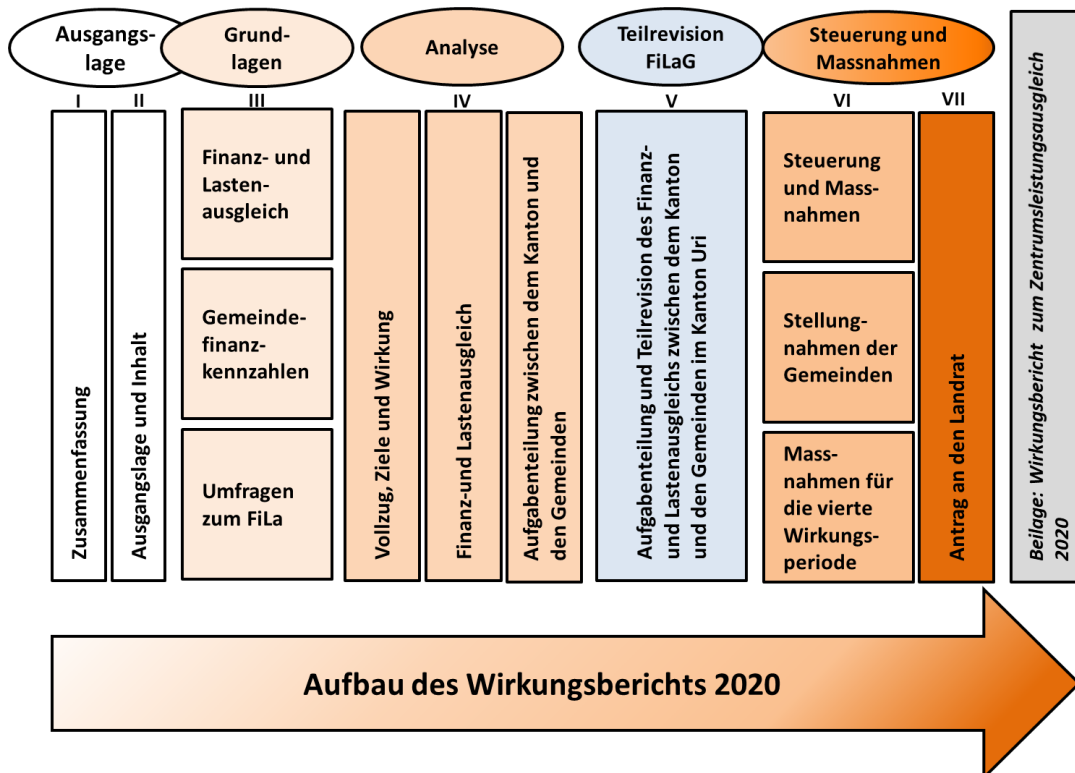 Ausgangs-
lage
Grund-
lagen
Analyse
Teilrevision
FiLaG
Steuerung und
Massnahmen
I
II
III
IV
V
VI
VII
Zusammenfassung
Ausgangslage und Inhalt
Finanz- und
Lasten-
ausgleich
Gemeinde-
finanz-
kennzahlen
Umfragen
zum FiLa
Vollzug, Ziele und Wirkung
Finanz-und Lastenausgleich
Aufgabenteilung zwischen dem Kanton und
den Gemeinden
Aufgabenteilung und Teilrevision des Finanz-
und Lastenausgleichs zwischen dem Kanton
und den Gemeinden im Kanton Uri
Steuerung
und Mass-
nahmen
Stellung-
nahmen der
Gemeinden
Mass-
nahmen für
die vierte
Wirkungs-
periode
Antrag an den Landrat
Beilage: Wirkungsbericht zum Zentrumsleistungsausgleich
2020
Aufbau des Wirkungsberichts 2020